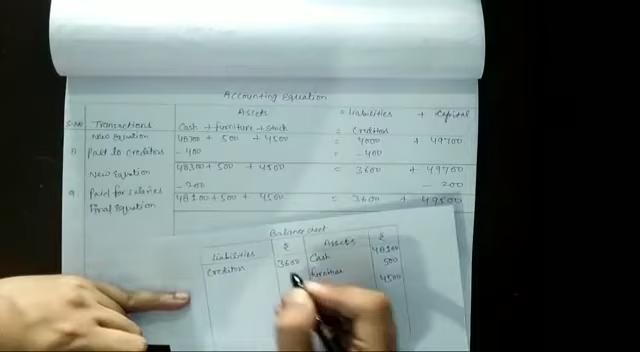 Accounting Equation
Assets = Liabilities + Capital
S.No Transactions Cash + furniture + stock = Creditors
New Equation 48700 + 500 + 4500 = 4000 + 49700
8. Paid to creditors - 400 = - 400
New Equation 48300 + 500 + 4500 = 3600 + 49700
9. Paid for salaries - 200 - 200
Final Equation 48100 + 500 + 4500 = 3600 + 49500
Balance sheet
Liabilities ₹ Assets ₹
Creditors 3600 Cash 48100
furniture 500
4500